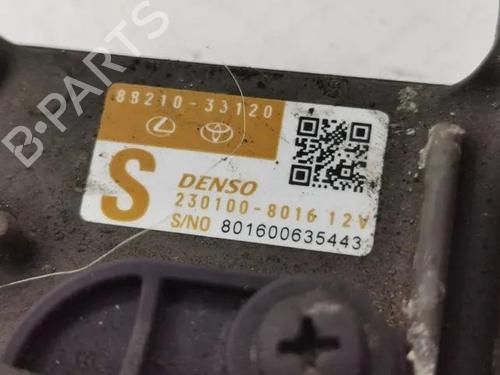 88210-33120
S
DENSO
230100-8016 12V
S/NO 801600635443
B-PARTS